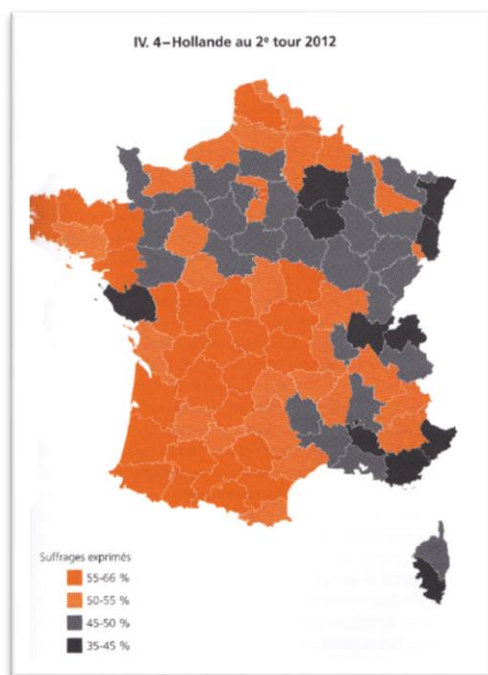 IV. 4–Hollande au 2e tour 2012
Suffrages exprimés
55-66 %
50-55 %
45-50 %
35-45 %